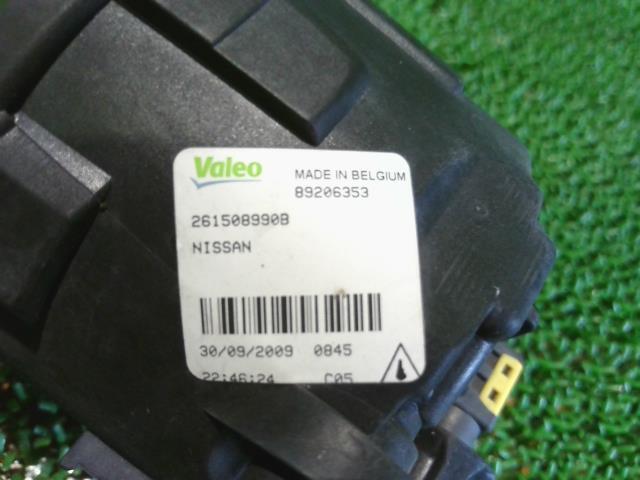 Valeo
MADE IN BELGIUM
89206353
261508990B
NISSAN
30/09/2009 0845
22:46:24 C05